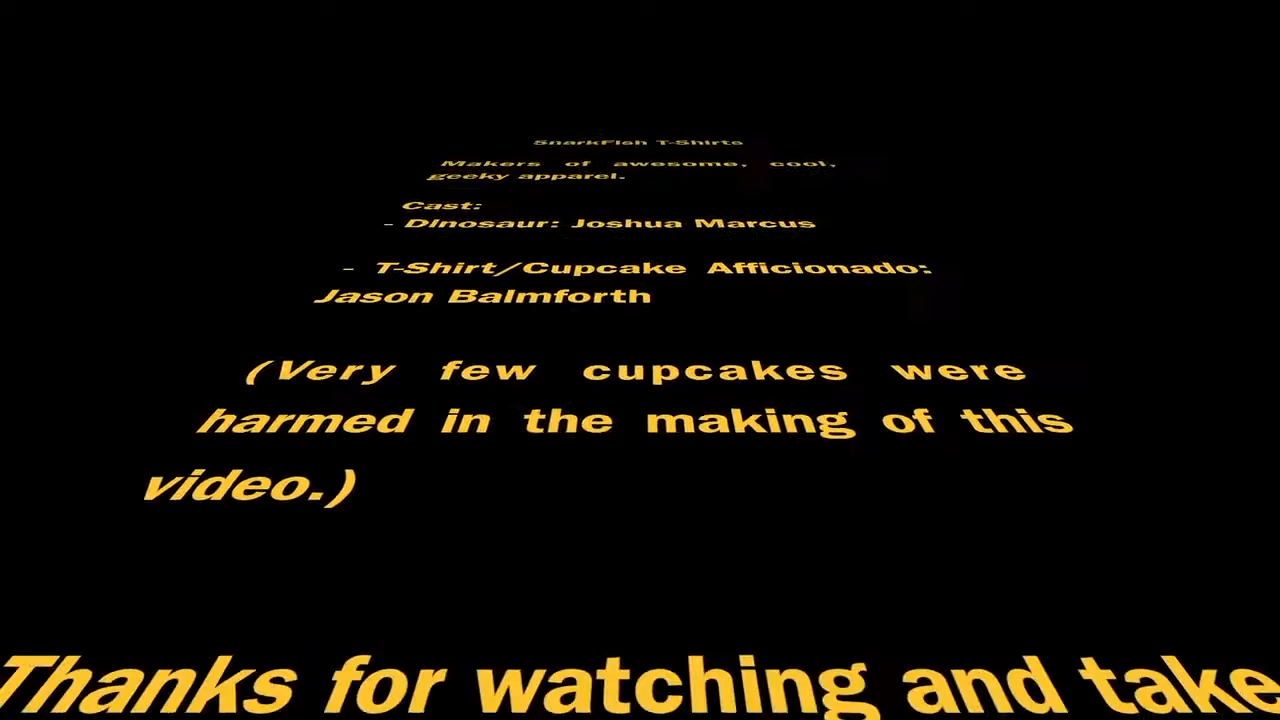 SnarkFish T-Shirts
Makers of awesome, cool,
geeky apparel.
Cast:
- Dinosaur: Joshua Marcus
- T-Shirt/Cupcake Afficionado:
Jason Balmforth
(Very few cupcakes were
harmed in the making of this
video.)
Thanks for watching and take